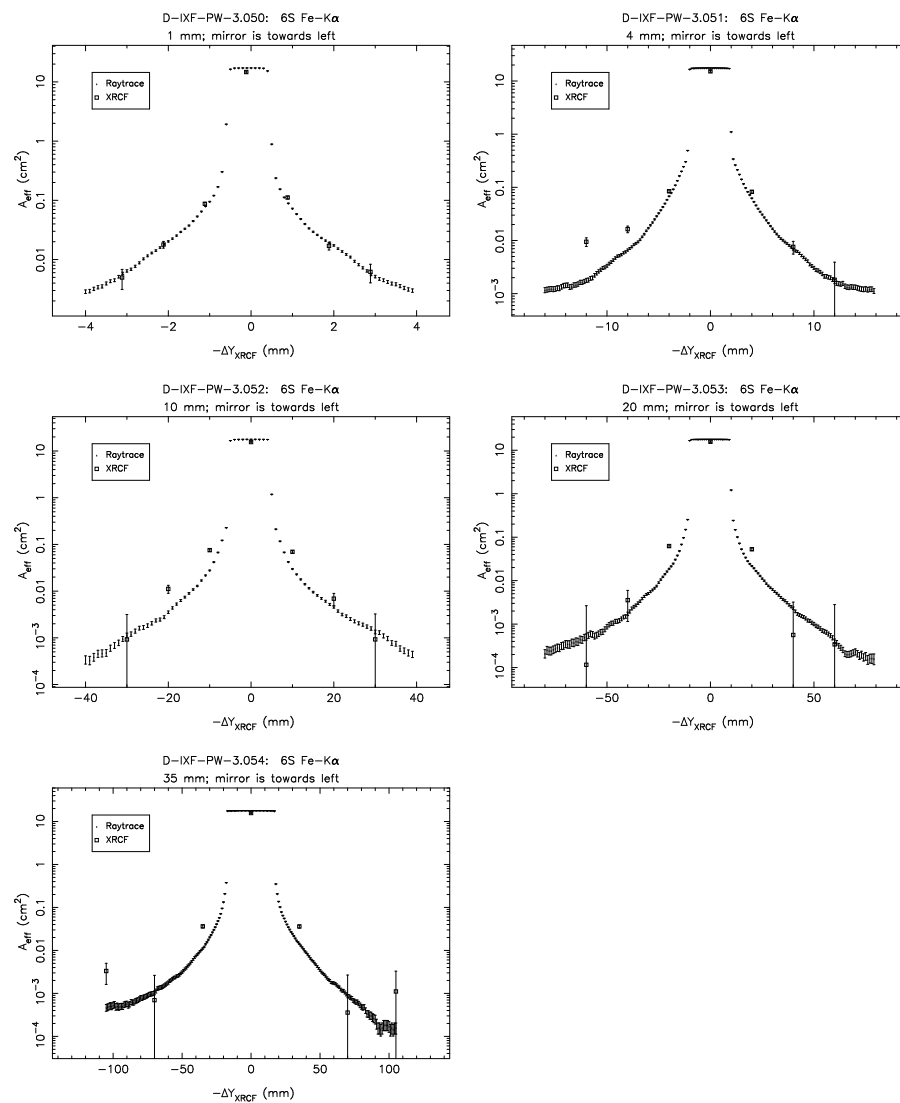 D-IXF-PW-3.050: 6S Fe-Kα
1 mm; mirror is towards left
Raytrace
XRCF
A_eff (cm²)
10
1
0.1
0.01
−4
−2
0
2
4
−ΔY_XRCF (mm)
D-IXF-PW-3.051: 6S Fe-Kα
4 mm; mirror is towards left
Raytrace
XRCF
A_eff (cm²)
10
1
0.1
0.01
10⁻³
−10
0
10
−ΔY_XRCF (mm)
D-IXF-PW-3.052: 6S Fe-Kα
10 mm; mirror is towards left
Raytrace
XRCF
A_eff (cm²)
10
1
0.1
0.01
10⁻³
10⁻⁴
−40
−20
0
20
40
−ΔY_XRCF (mm)
D-IXF-PW-3.053: 6S Fe-Kα
20 mm; mirror is towards left
Raytrace
XRCF
A_eff (cm²)
10
1
0.1
0.01
10⁻³
10⁻⁴
−50
0
50
−ΔY_XRCF (mm)
D-IXF-PW-3.054: 6S Fe-Kα
35 mm; mirror is towards left
Raytrace
XRCF
A_eff (cm²)
10
1
0.1
0.01
10⁻³
10⁻⁴
−100
−50
0
50
100
−ΔY_XRCF (mm)